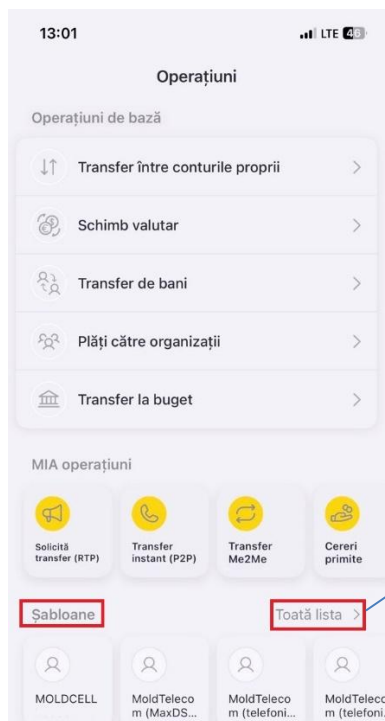 13:01 LTE 46
Operațiuni
Operațiuni de bază
Transfer între conturile proprii
Schimb valutar
Transfer de bani
Plăți către organizații
Transfer la buget
MIA operațiuni
Solicită
transfer (RTP)
Transfer
instant (P2P)
Transfer
Me2Me
Cereri
primite
Șabloane
Toată lista
MOLDCELL
MoldTeleco
m (MaxDS...
MoldTeleco
m (telefoni...
MoldTeleco
m (telefoni.